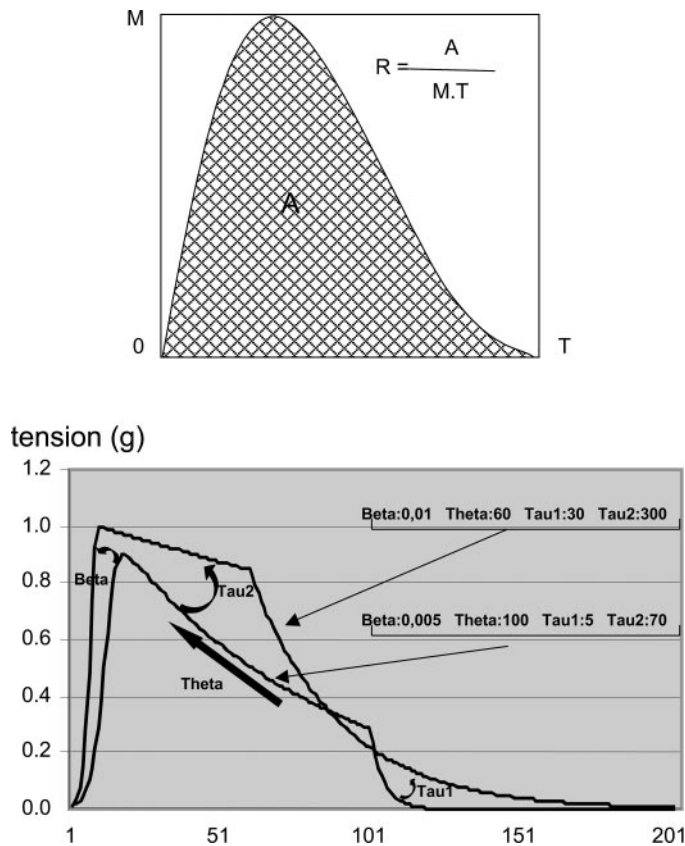 M
A
R =
M.T
A
0
T
tension (g)
1.2
1.0
0.8
0.6
0.4
0.2
0.0
Beta:0,01 Theta:60 Tau1:30 Tau2:300
Beta
Tau2
Beta:0,005 Theta:100 Tau1:5 Tau2:70
Theta
Tau1
1
51
101
151
201